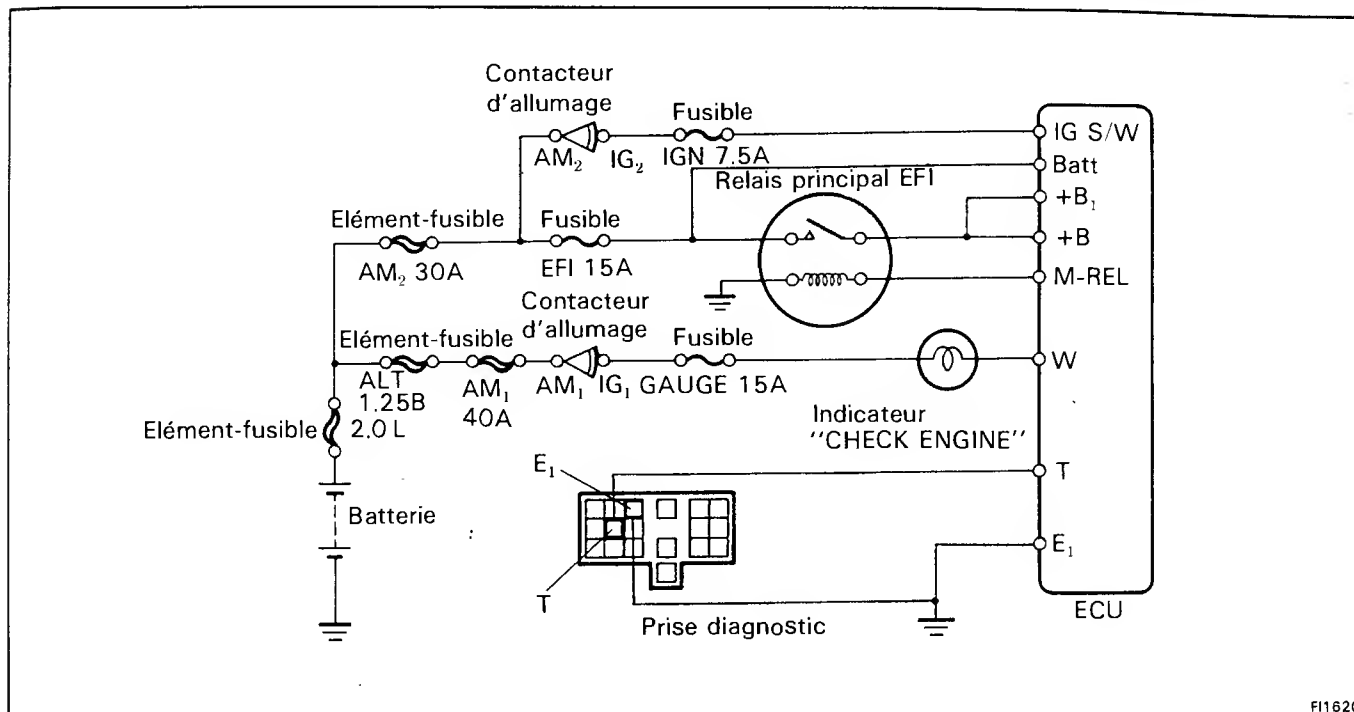 Contacteur
d'allumage
Fusible
AM₂ IG₂ IGN 7.5A
IG S/W
Batt
Relais principal EFI
+B₁
+B
Elément-fusible
Fusible
AM₂ 30A
EFI 15A
M-REL
Contacteur
d'allumage
Elément-fusible
Fusible
ALT
1.25B
AM₁
40A
AM₁ IG₁ GAUGE 15A
W
Elément-fusible 2.0 L
Indicateur
"CHECK ENGINE"
E₁
T
Batterie
E₁
T
Prise diagnostic
ECU
FI1620